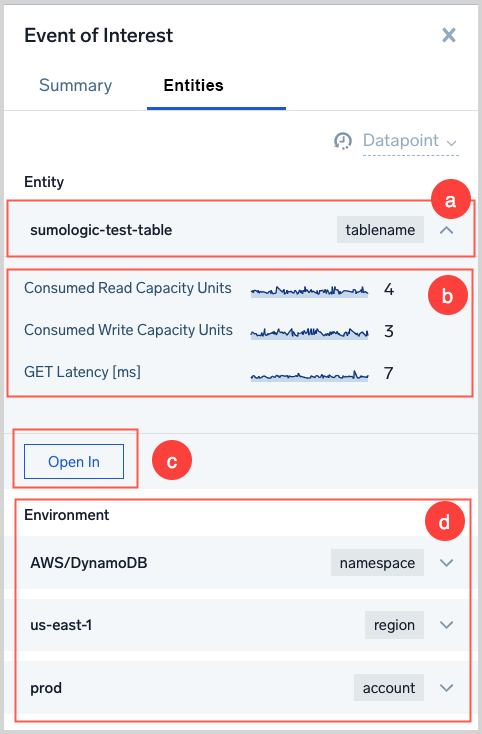 Event of Interest
Summary Entities
Datapoint
Entity
a
sumologic-test-table tablename
b
Consumed Read Capacity Units 4
Consumed Write Capacity Units 3
GET Latency [ms] 7
Open In c
Environment d
AWS/DynamoDB namespace
us-east-1 region
prod account